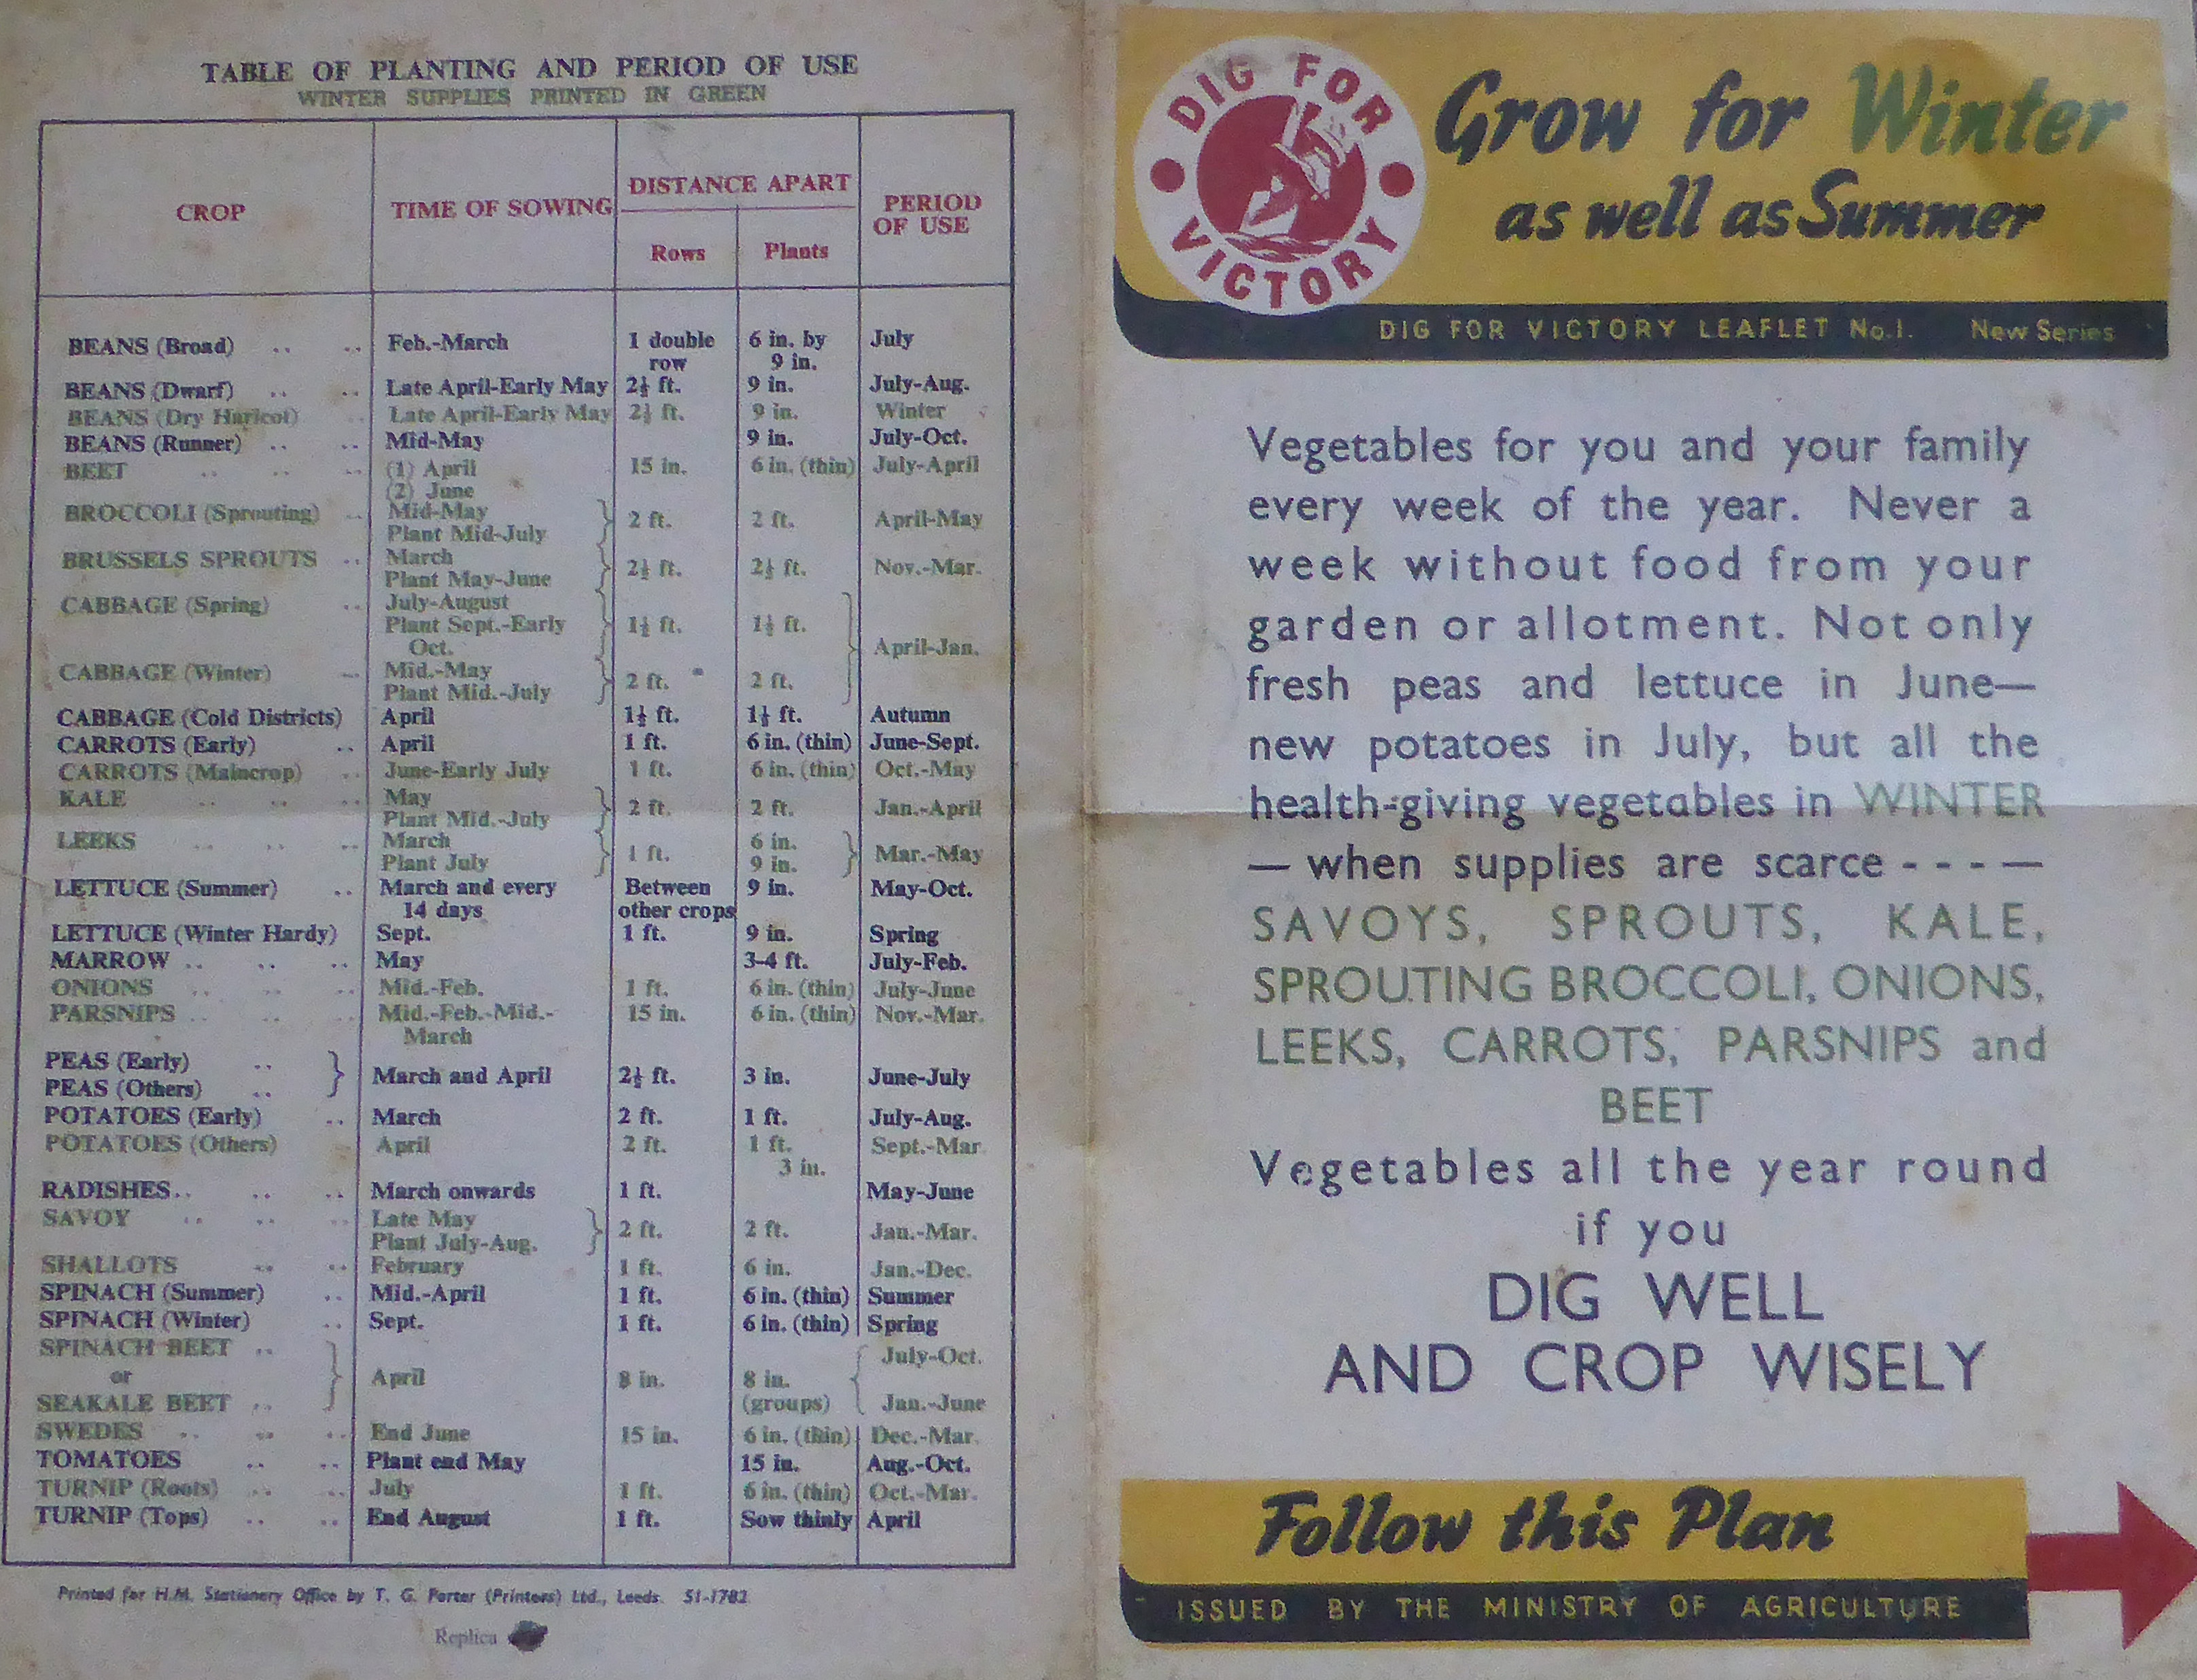 TABLE OF PLANTING AND PERIOD OF USE
WINTER SUPPLIES PRINTED IN GREEN
CROP TIME OF SOWING DISTANCE APART PERIOD OF USE
Rows Plants
BEANS (Broad) .. .. Feb.-March 1 double row 6 in. by 9 in. July
BEANS (Dwarf) .. .. Late April-Early May 2½ ft. 9 in. July-Aug.
BEANS (Dry Haricot) .. Late April-Early May 2½ ft. 9 in. Winter
BEANS (Runner) .. .. Mid-May 9 in. July-Oct.
BEET .. .. .. (1) April 15 in. 6 in. (thin) July-April
(2) June
BROCCOLI (Sprouting) .. Mid-May 2 ft. 2 ft. April-May
Plant Mid-July
BRUSSELS SPROUTS .. March 2½ ft. 2½ ft. Nov.-Mar.
Plant May-June
CABBAGE (Spring) .. July-August 1½ ft. 1½ ft. April-Jan.
Plant Sept.-Early
Oct.
CABBAGE (Winter) .. Mid.-May 2 ft. 2 ft.
Plant Mid.-July
CABBAGE (Cold Districts) April 1½ ft. 1½ ft. Autumn
CARROTS (Early) .. April 1 ft. 6 in. (thin) June-Sept.
CARROTS (Maincrop) .. June-Early July 1 ft. 6 in. (thin) Oct.-May
KALE .. .. .. May 2 ft. 2 ft. Jan.-April
Plant Mid.-July
LEEKS .. .. .. March 1 ft. 6 in. Mar.-May
Plant July 9 in.
LETTUCE (Summer) .. March and every Between 9 in. May-Oct.
14 days other crops
LETTUCE (Winter Hardy) Sept. 1 ft. 9 in. Spring
MARROW .. .. .. May 3-4 ft. July-Feb.
ONIONS .. .. .. Mid.-Feb. 1 ft. 6 in. (thin) July-June
PARSNIPS .. .. .. Mid.-Feb.-Mid.- 15 in. 6 in. (thin) Nov.-Mar.
March
PEAS (Early) ..
PEAS (Others) .. March and April 2½ ft. 3 in. June-July
POTATOES (Early) .. March 2 ft. 1 ft. July-Aug.
POTATOES (Others) April 2 ft. 1 ft. Sept.-Mar.
3 in.
RADISHES .. .. .. March onwards 1 ft. May-June
SAVOY .. .. .. Late May 2 ft. 2 ft. Jan.-Mar.
Plant July-Aug.
SHALLOTS .. .. February 1 ft. 6 in. Jan.-Dec.
SPINACH (Summer) .. Mid.-April 1 ft. 6 in. (thin) Summer
SPINACH (Winter) .. Sept. 1 ft. 6 in. (thin) Spring
SPINACH BEET .. July-Oct.
or April 8 in. 8 in.
SEAKALE BEET .. (groups) Jan.-June
SWEDES .. .. .. End June 15 in. 6 in. (thin) Dec.-Mar.
TOMATOES .. .. Plant end May 15 in. Aug.-Oct.
TURNIP (Roots) .. .. July 1 ft. 6 in. (thin) Oct.-Mar.
TURNIP (Tops) .. .. End August 1 ft. Sow thinly April
Printed for H.M. Stationery Office by T. G. Porter (Printers) Ltd., Leeds. 51-1782
Replica
DIG FOR VICTORY
Grow for Winter
as well as Summer
DIG FOR VICTORY LEAFLET No.1. New Series
Vegetables for you and your family
every week of the year. Never a
week without food from your
garden or allotment. Not only
fresh peas and lettuce in June—
new potatoes in July, but all the
health-giving vegetables in WINTER
— when supplies are scarce - - - —
SAVOYS, SPROUTS, KALE,
SPROUTING BROCCOLI, ONIONS,
LEEKS, CARROTS, PARSNIPS and
BEET
Vegetables all the year round
if you
DIG WELL
AND CROP WISELY
Follow this Plan
ISSUED BY THE MINISTRY OF AGRICULTURE